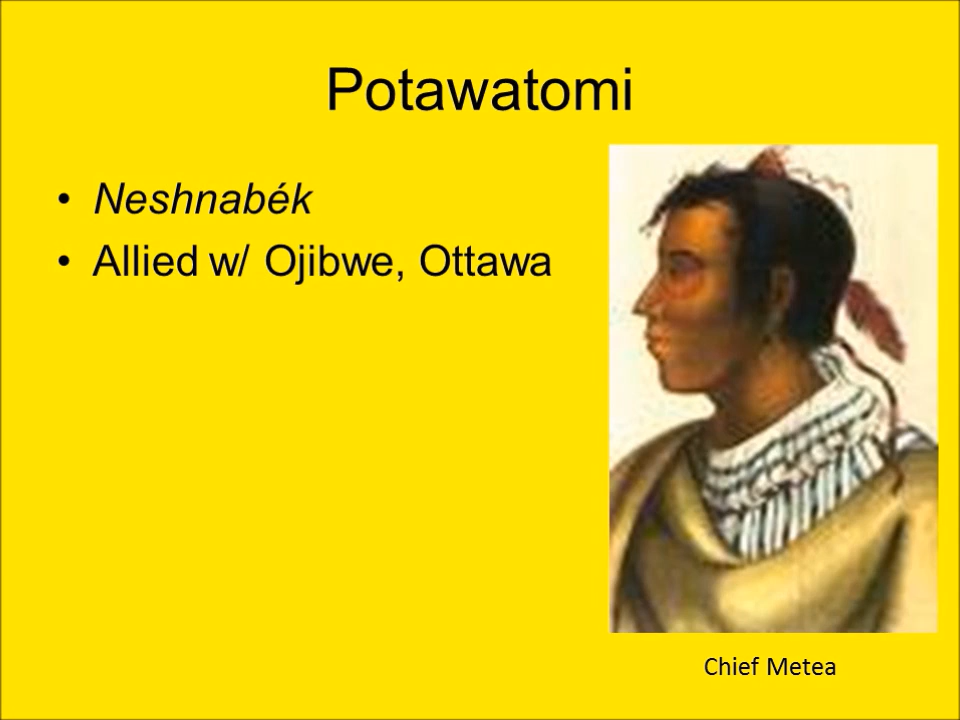 Potawatomi
• Neshnabék
• Allied w/ Ojibwe, Ottawa
Chief Metea